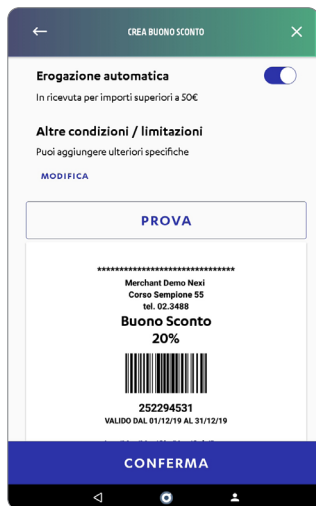 CREA BUONO SCONTO
Erogazione automatica
In ricevuta per importi superiori a 50€
Altre condizioni / limitazioni
Puoi aggiungere ulteriori specifiche
MODIFICA
PROVA
*******************************
Merchant Demo Nexi
Corso Sempione 55
tel. 02.3488
Buono Sconto
20%
252294531
VALIDO DAL 01/12/19 AL 31/12/19
CONFERMA